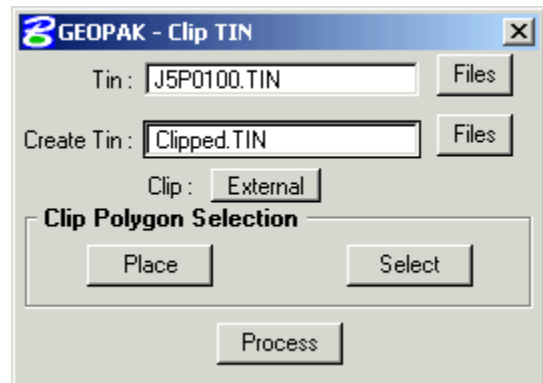 GEOPAK - Clip TIN
Tin : J5P0100.TIN Files
Create Tin : Clipped.TIN Files
Clip : External
Clip Polygon Selection
Place Select
Process